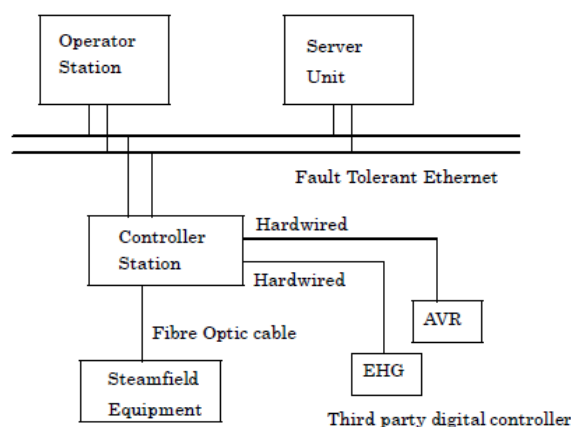 Operator
Station
Server
Unit
Fault Tolerant Ethernet
Controller
Station
Hardwired
Hardwired
AVR
Fibre Optic cable
EHG
Steamfield
Equipment
Third party digital controller